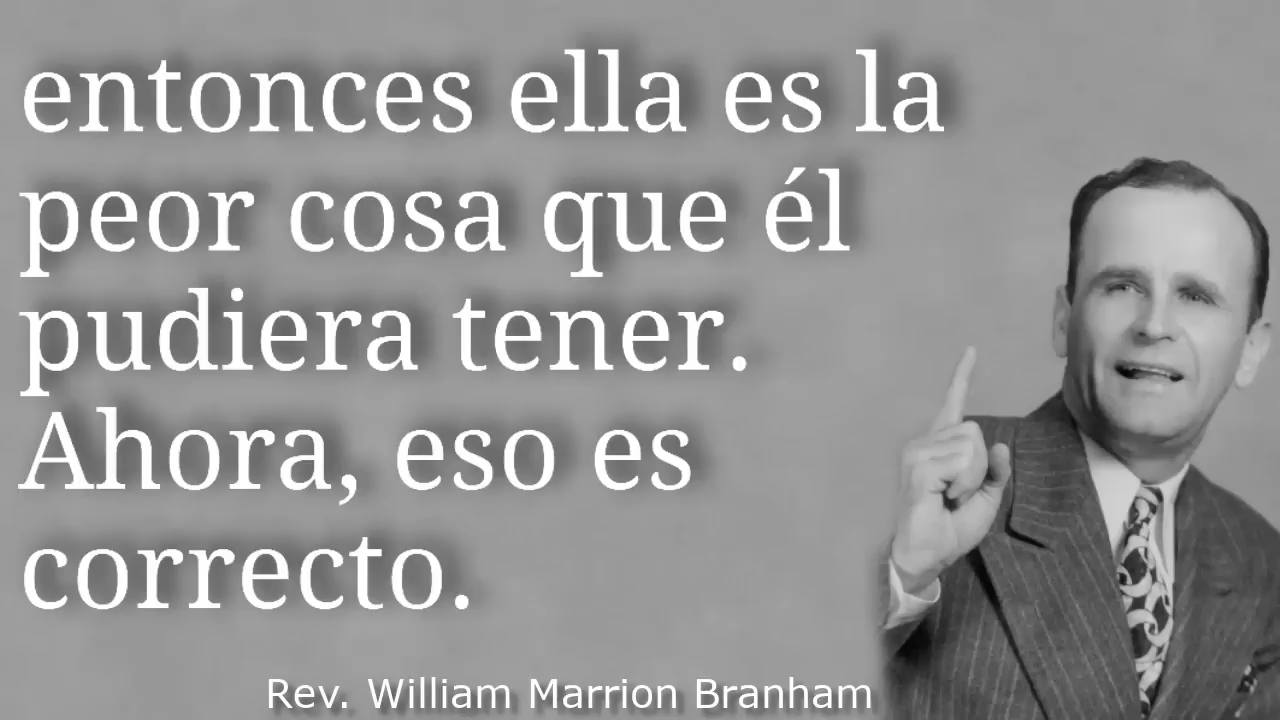 entonces ella es la
peor cosa que él
pudiera tener.
Ahora, eso es
correcto.
Rev. William Marrion Branham